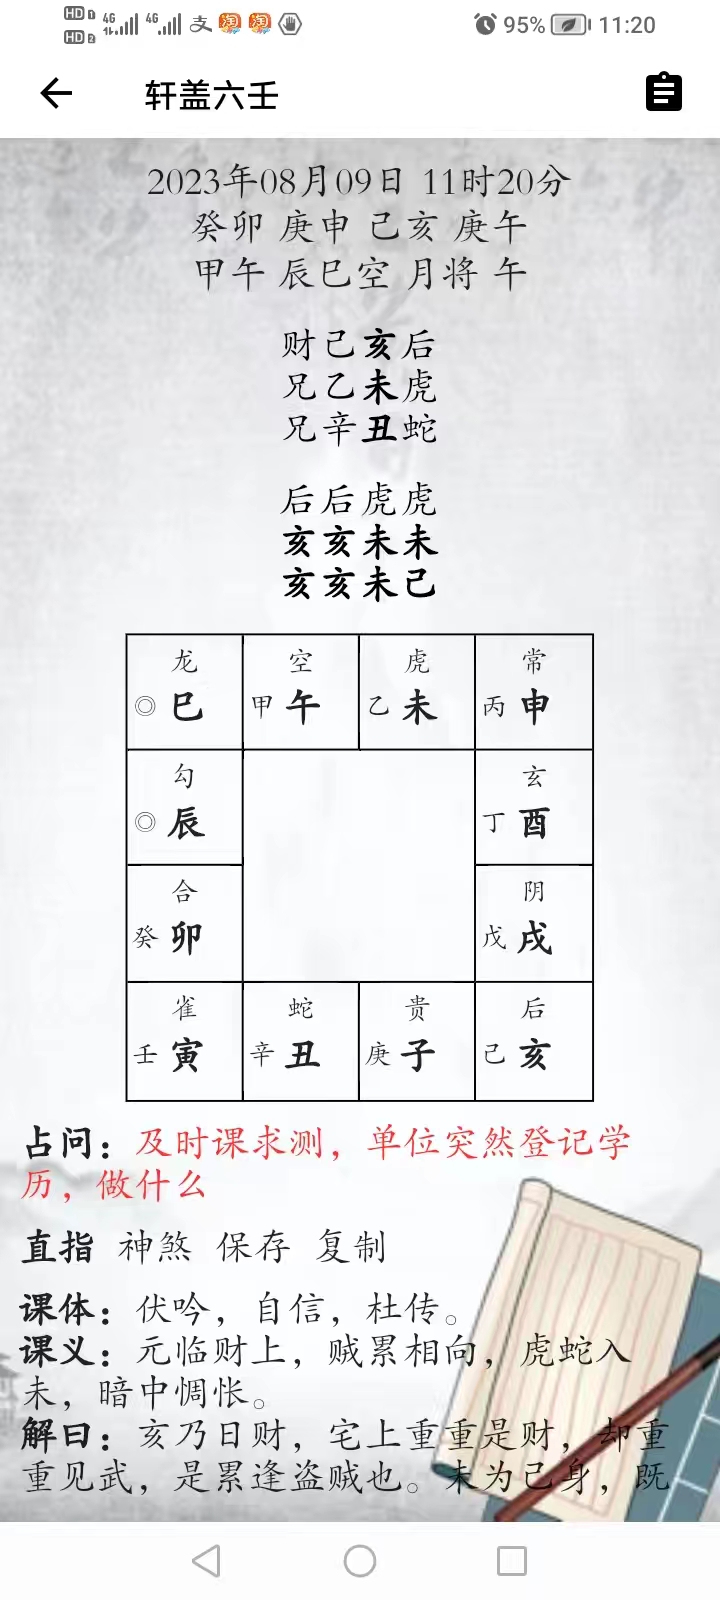 HD 1 4G 4G 支 淘 淘 95% 11:20
HD 2
轩盖六壬
2023年08月09日 11时20分
癸卯 庚申 己亥 庚午
甲午 辰巳空 月将 午
财己亥后
兄乙未虎
兄辛丑蛇
后后虎虎
亥亥未未
亥亥未己
龙 空 虎 常
◎巳 甲午 乙未 丙申
勾 玄
◎辰 丁酉
合 阴
癸卯 戊戌
雀 蛇 贵 后
壬寅 辛丑 庚子 己亥
占问：及时课求测，单位突然登记学
历，做什么
直指 神煞 保存 复制
课体：伏吟，自信，杜传。
课义：元临财上，贼累相向，虎蛇入
未，暗中惆怅。
解曰：亥乃日财，宅上重重是财，却重
重见武，是累逢盗贼也。未为己身，既